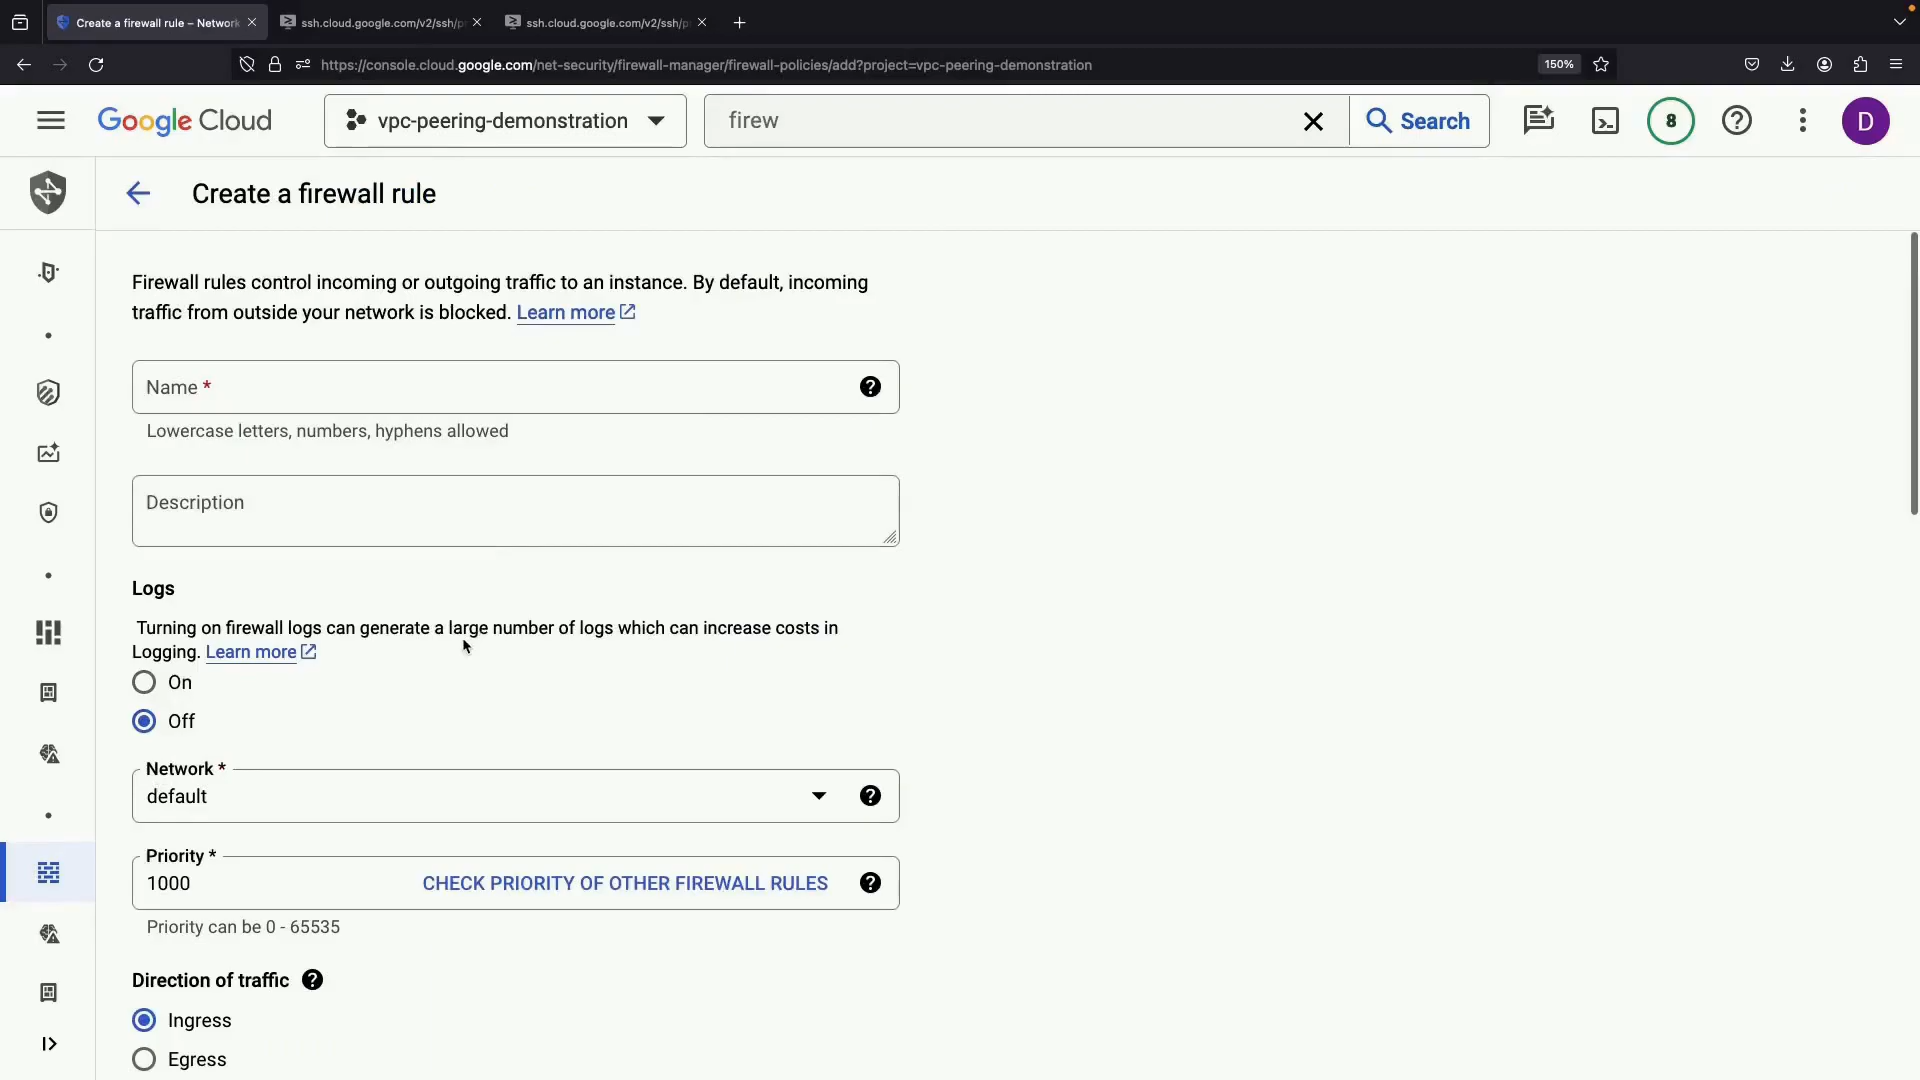 Create a firewall rule – Network
ssh.cloud.google.com/v2/ssh/p
ssh.cloud.google.com/v2/ssh/p
https://console.cloud.google.com/net-security/firewall-manager/firewall-policies/add?project=vpc-peering-demonstration
150%
Google Cloud
vpc-peering-demonstration
firew
Search
8
D
Create a firewall rule
Firewall rules control incoming or outgoing traffic to an instance. By default, incoming
traffic from outside your network is blocked. Learn more
Name *
Lowercase letters, numbers, hyphens allowed
Description
Logs
Turning on firewall logs can generate a large number of logs which can increase costs in
Logging. Learn more
On
Off
Network *
default
Priority *
1000
CHECK PRIORITY OF OTHER FIREWALL RULES
Priority can be 0 - 65535
Direction of traffic
Ingress
Egress